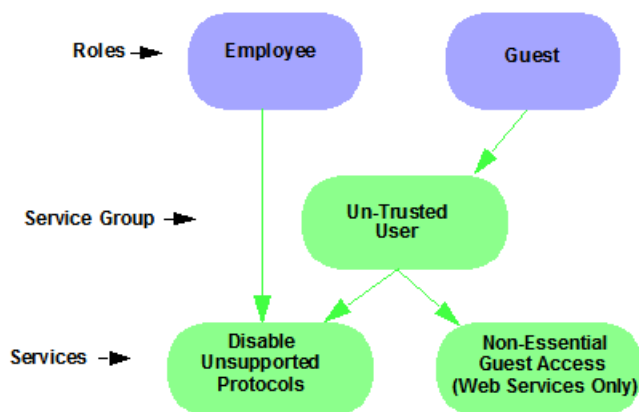 Roles
Employee
Guest
Service Group
Un-Trusted
User
Services
Disable
Unsupported
Protocols
Non-Essential
Guest Access
(Web Services Only)